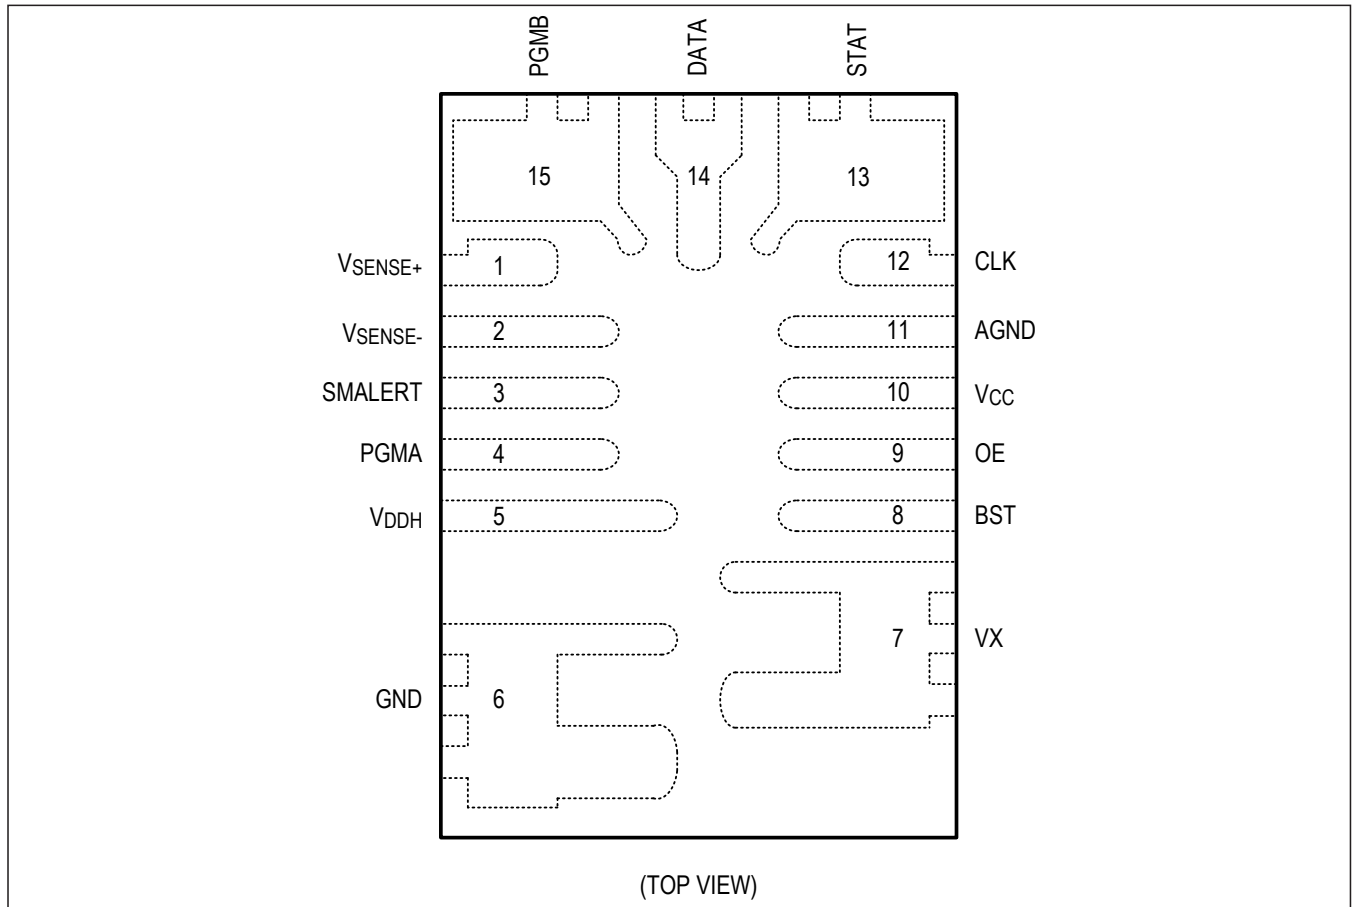 PGMB
DATA
STAT
15
14
13
VSENSE+
1
12
CLK
VSENSE-
2
11
AGND
SMALERT
3
10
VCC
PGMA
4
9
OE
VDDH
5
8
BST
7
VX
GND
6
(TOP VIEW)